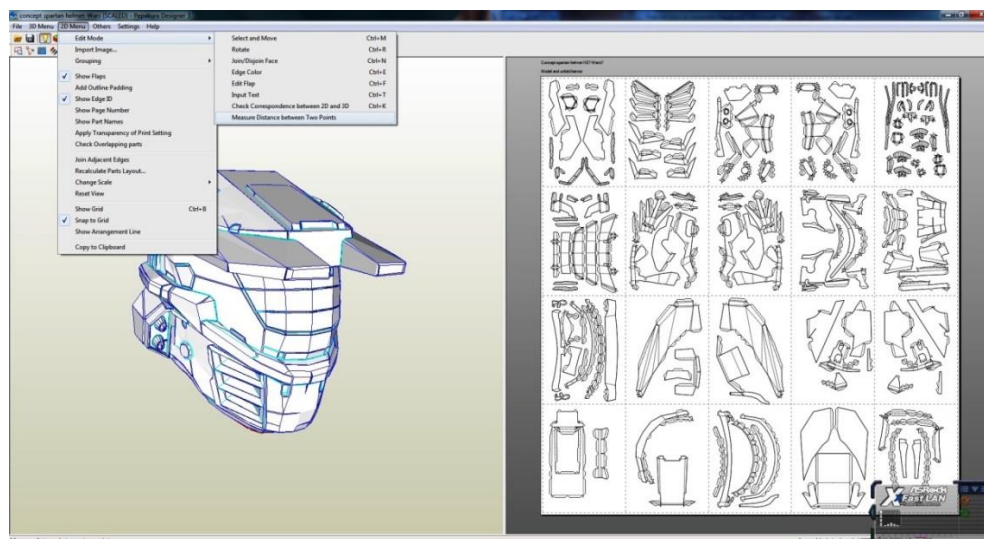 concept spartan helmet Wars (SCALED) - Pepakura Designer 3
File 3D Menu 2D Menu Others Settings Help
Edit Mode
Import Image...
Grouping
Show Flaps
Add Outline Padding
Show Edge ID
Show Page Number
Show Part Names
Apply Transparency of Print Setting
Check Overlapping parts
Join Adjacent Edges
Recalculate Parts Layout...
Change Scale
Reset View
Show Grid Ctrl+B
Snap to Grid
Show Arrangement Line
Copy to Clipboard
Select and Move Ctrl+M
Rotate Ctrl+R
Join/Disjoin Face Ctrl+N
Edge Color Ctrl+E
Edit Flap Ctrl+F
Input Text Ctrl+T
Check Correspondence between 2D and 3D Ctrl+K
Measure Distance between Two Points
ASRock
XFast LAN